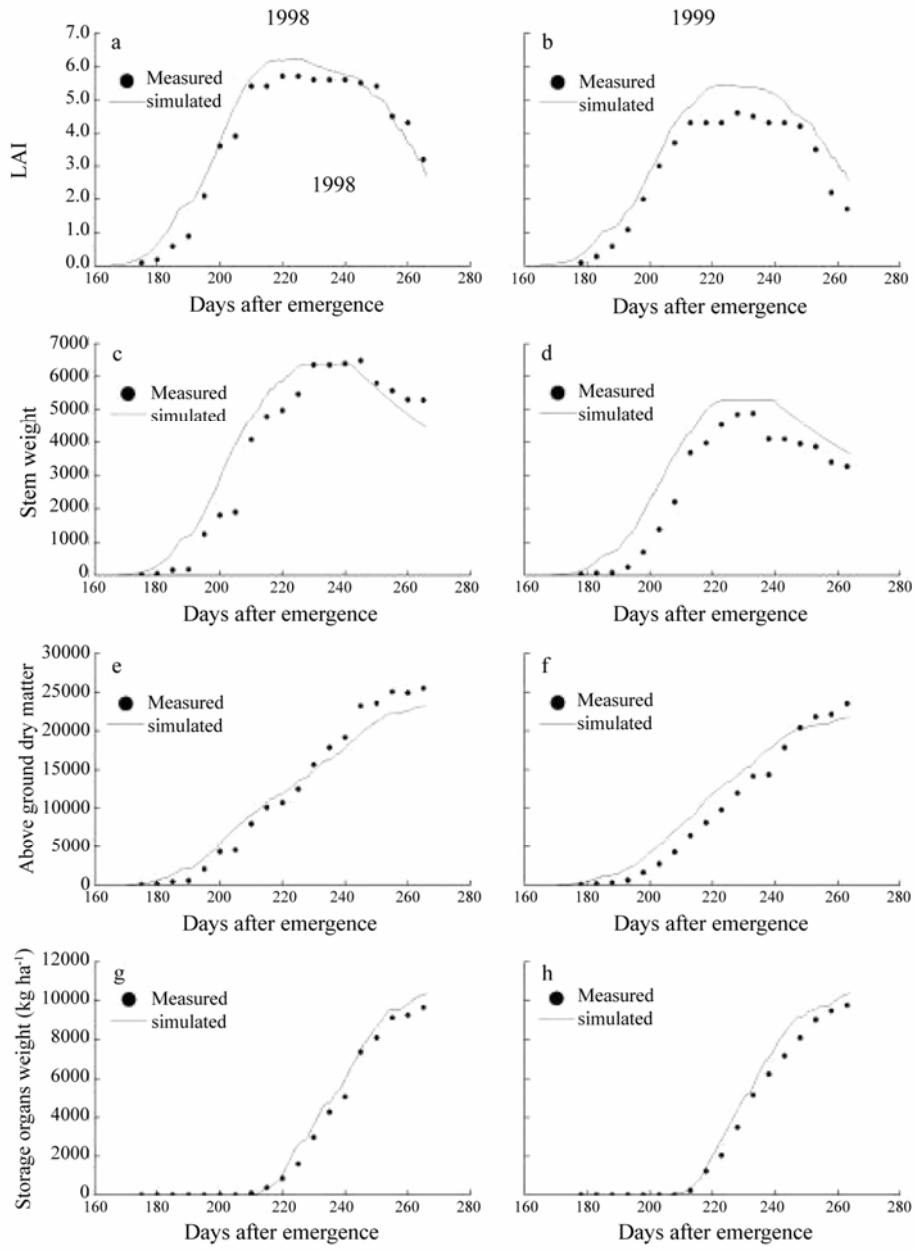 1998
1999
LAI
7.0
6.0
5.0
4.0
3.0
2.0
1.0
0.0
a
Measured
simulated
1998
160 180 200 220 240 260 280
Days after emergence
b
Measured
simulated
160 180 200 220 240 260 280
Days after emergence
Stem weight
7000
6000
5000
4000
3000
2000
1000
0
c
Measured
simulated
160 180 200 220 240 260 280
Days after emergence
d
Measured
simulated
160 180 200 220 240 260 280
Days after emergence
Above ground dry matter
30000
25000
20000
15000
10000
5000
0
e
Measured
simulated
160 180 200 220 240 260 280
Days after emergence
f
Measured
simulated
160 180 200 220 240 260 280
Days after emergence
Storage organs weight (kg ha⁻¹)
12000
10000
8000
6000
4000
2000
0
g
Measured
simulated
160 180 200 220 240 260 280
Days after emergence
h
Measured
simulated
160 180 200 220 240 260 280
Days after emergence